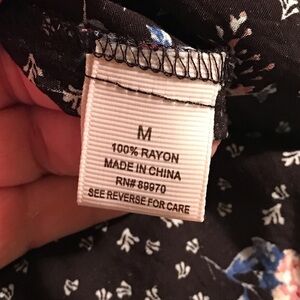 M
100% RAYON
MADE IN CHINA
RN# 89970
SEE REVERSE FOR CARE